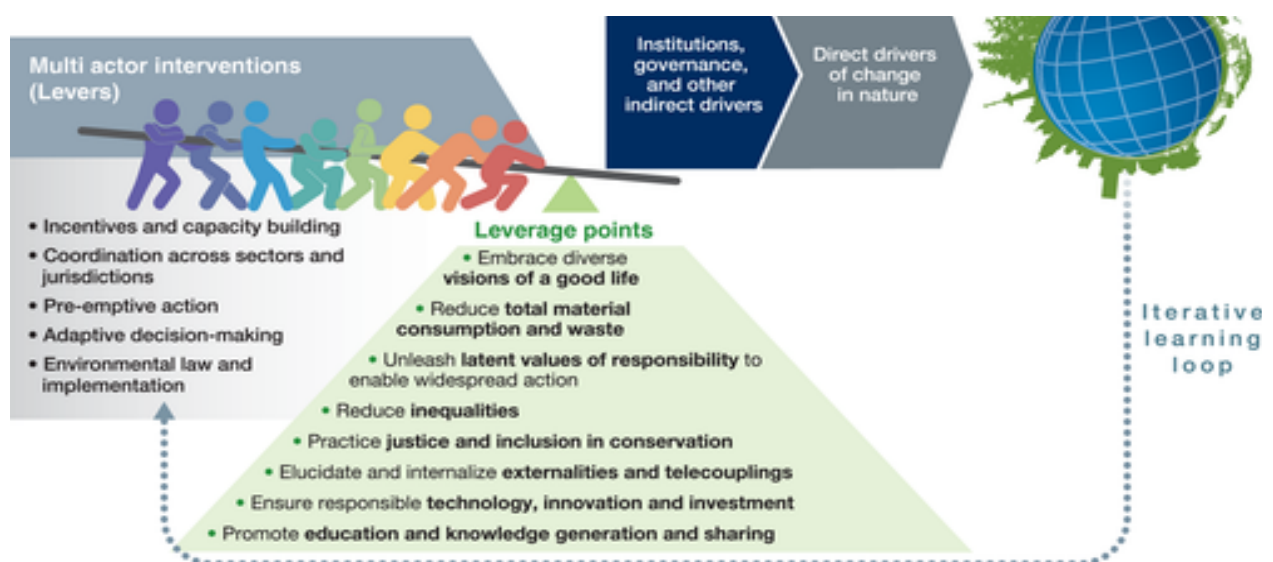 Multi actor interventions
(Levers)
• Incentives and capacity building
• Coordination across sectors and
jurisdictions
• Pre-emptive action
• Adaptive decision-making
• Environmental law and
implementation
Institutions,
governance,
and other
indirect drivers
Direct drivers
of change
in nature
Leverage points
• Embrace diverse
visions of a good life
• Reduce total material
consumption and waste
• Unleash latent values of responsibility to
enable widespread action
• Reduce inequalities
• Practice justice and inclusion in conservation
• Elucidate and internalize externalities and telecouplings
• Ensure responsible technology, innovation and investment
• Promote education and knowledge generation and sharing
Iterative
learning
loop